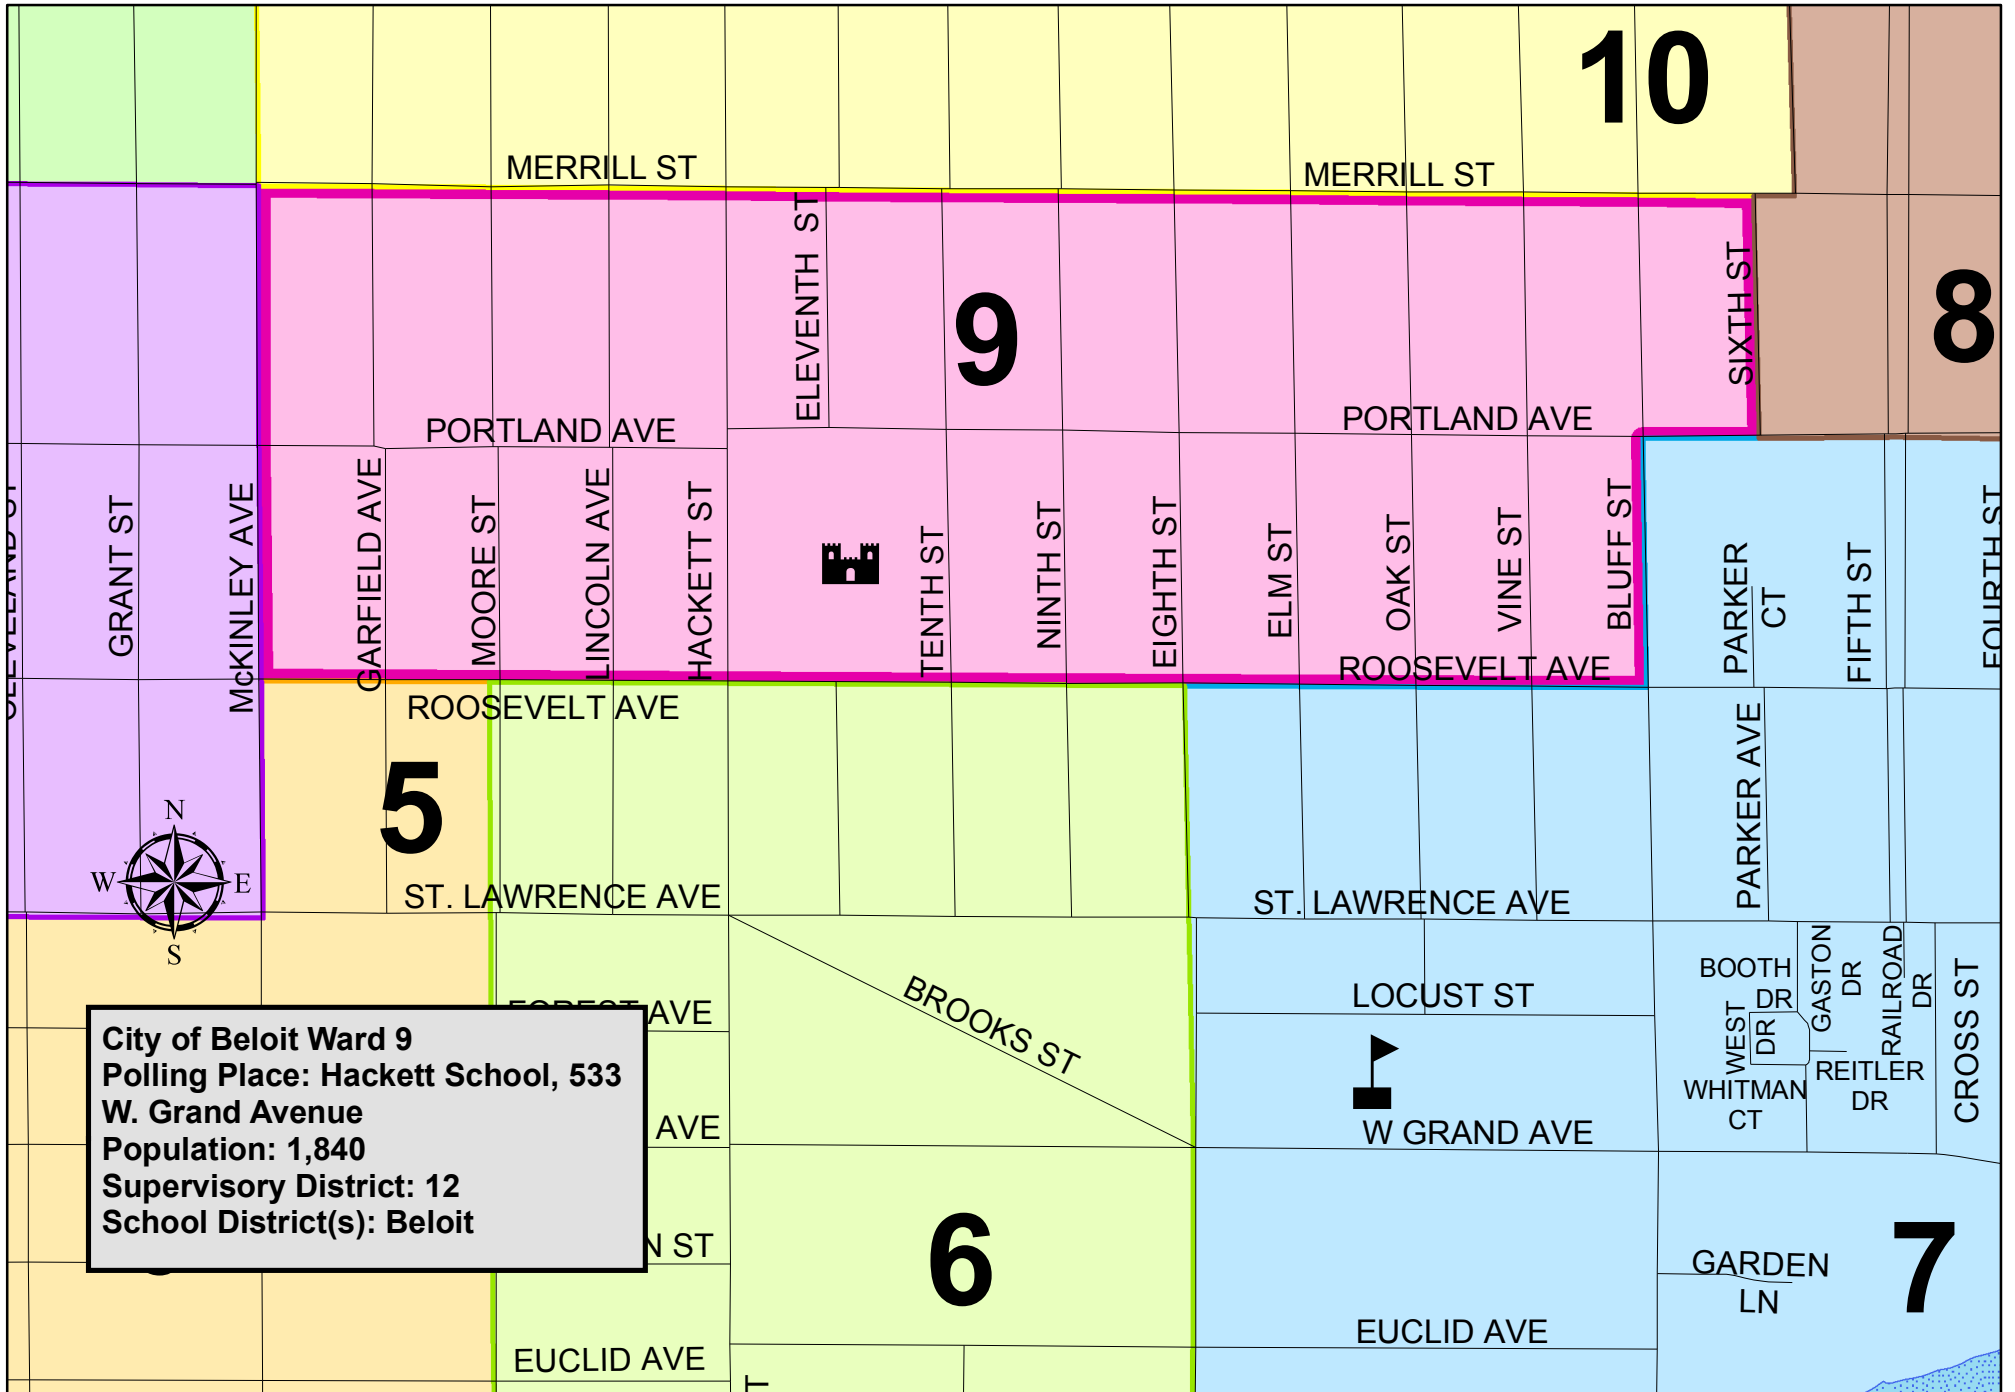 10
MERRILL ST
MERRILL ST
ELEVENTH ST
9
SIXTH ST
8
PORTLAND AVE
PORTLAND AVE
GRANT ST
McKINLEY AVE
GARFIELD AVE
MOORE ST
LINCOLN AVE
HACKETT ST
TENTH ST
NINTH ST
EIGHTH ST
ELM ST
OAK ST
VINE ST
BLUFF ST
PARKER
CT
FIFTH ST
FOURTH ST
ROOSEVELT AVE
ROOSEVELT AVE
5
PARKER AVE
N
W
E
S
ST. LAWRENCE AVE
ST. LAWRENCE AVE
BROOKS ST
LOCUST ST
BOOTH
DR
GASTON
DR
RAILROAD
DR
CROSS ST
WEST
DR
WHITMAN
CT
REITLER
DR
AVE
AVE
W GRAND AVE
City of Beloit Ward 9
Polling Place: Hackett School, 533
W. Grand Avenue
Population: 1,840
Supervisory District: 12
School District(s): Beloit
N ST
6
7
GARDEN
LN
EUCLID AVE
EUCLID AVE